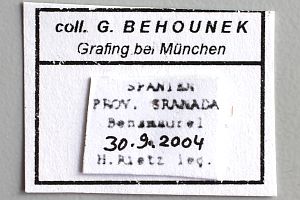 coll. G. BEHOUNEK
Grafing bei München
SPANIEN
PROV. GRANADA
Benamaurel
30.9.2004
H. Rietz leg.